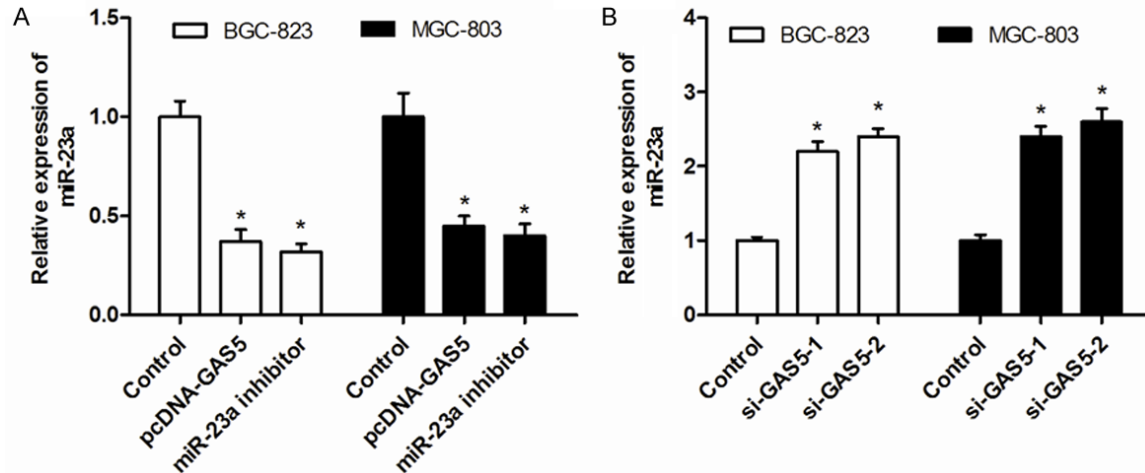 A
Relative expression of
miR-23a
BGC-823
MGC-803
1.5
1.0
0.5
0.0
*
*
*
*
Control
pcDNA-GAS5
miR-23a inhibitor
Control
pcDNA-GAS5
miR-23a inhibitor
B
Relative expression of
miR-23a
BGC-823
MGC-803
4
3
2
1
0
*
*
*
*
Control
si-GAS5-1
si-GAS5-2
Control
si-GAS5-1
si-GAS5-2